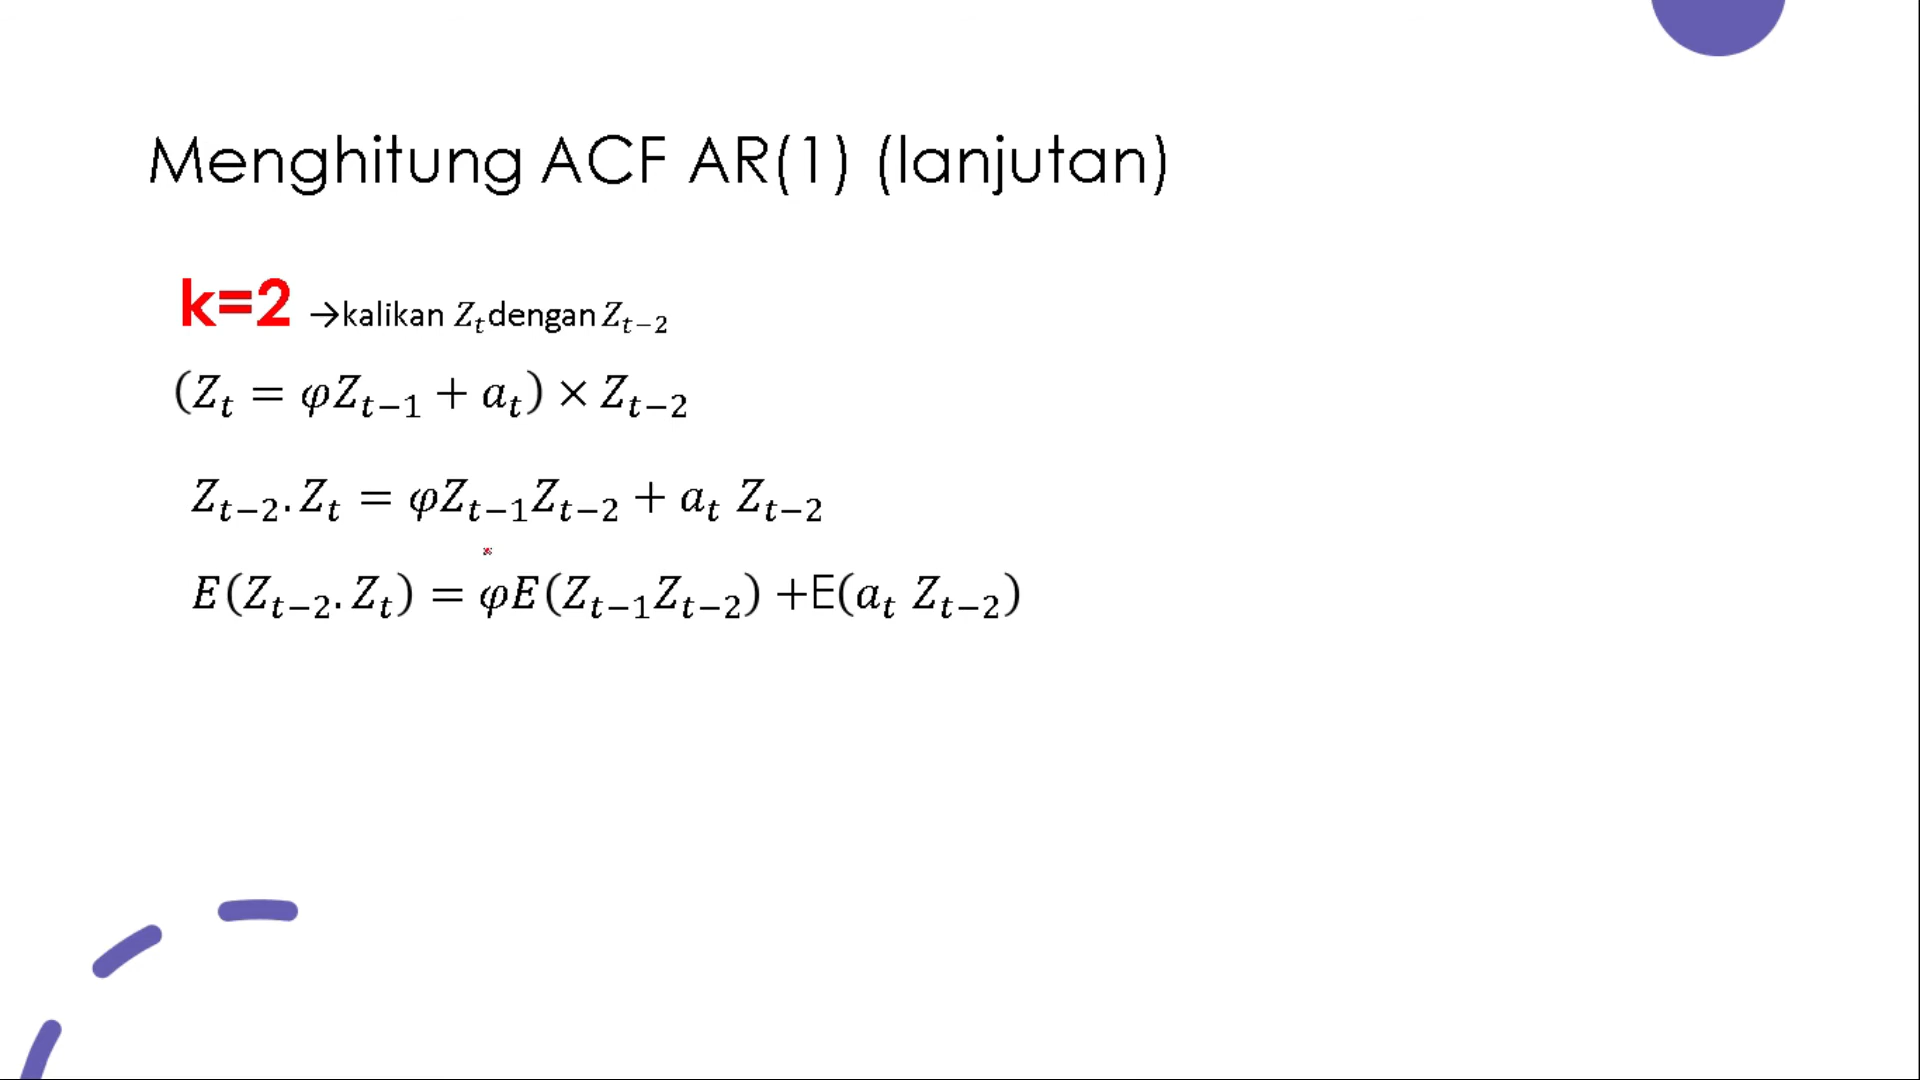 Menghitung ACF AR(1) (lanjutan)
k=2 →kalikan Z_t dengan Z_{t−2}
(Z_t = φZ_{t−1} + a_t) × Z_{t−2}
Z_{t−2}.Z_t = φZ_{t−1}Z_{t−2} + a_t Z_{t−2}
E(Z_{t−2}.Z_t) = φE(Z_{t−1}Z_{t−2}) +E(a_t Z_{t−2})